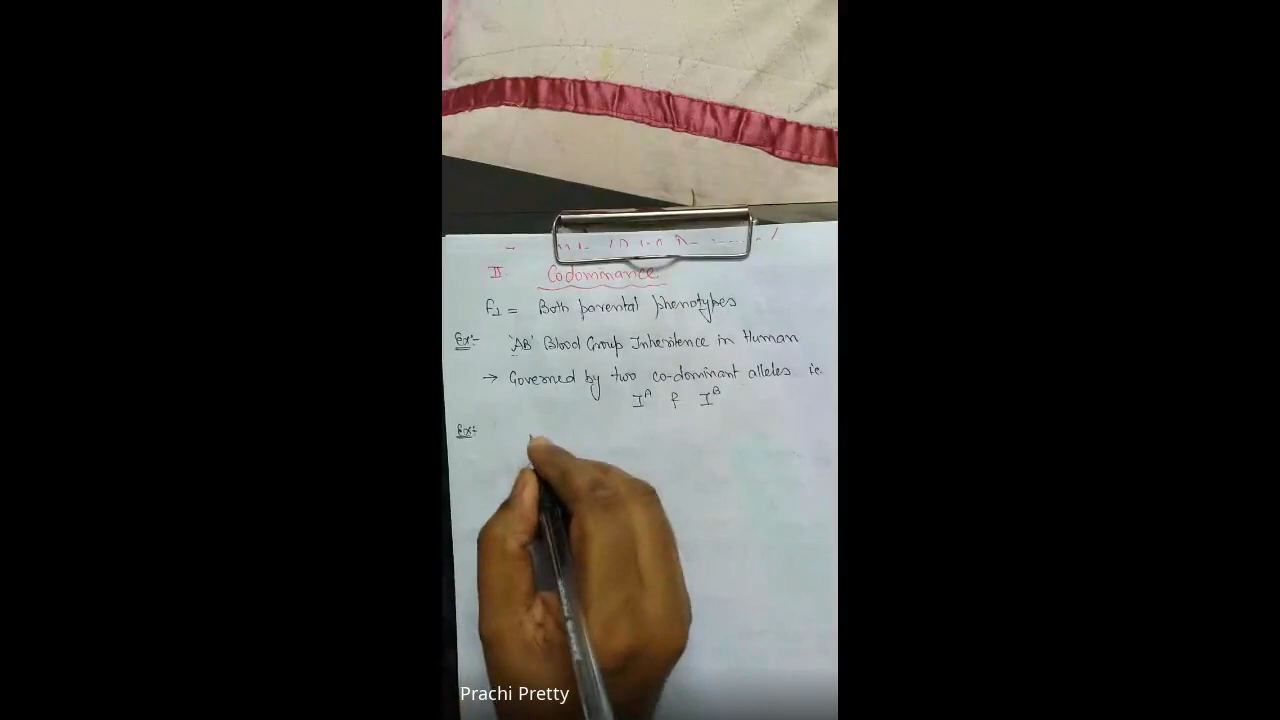 II. Codominance
F1 = Both parental phenotypes
Ex:- 'AB' Blood Group Inheritence in Human
→ Governed by two co-dominant alleles ie.
I^A & I^B
Ex:-
Prachi Pretty